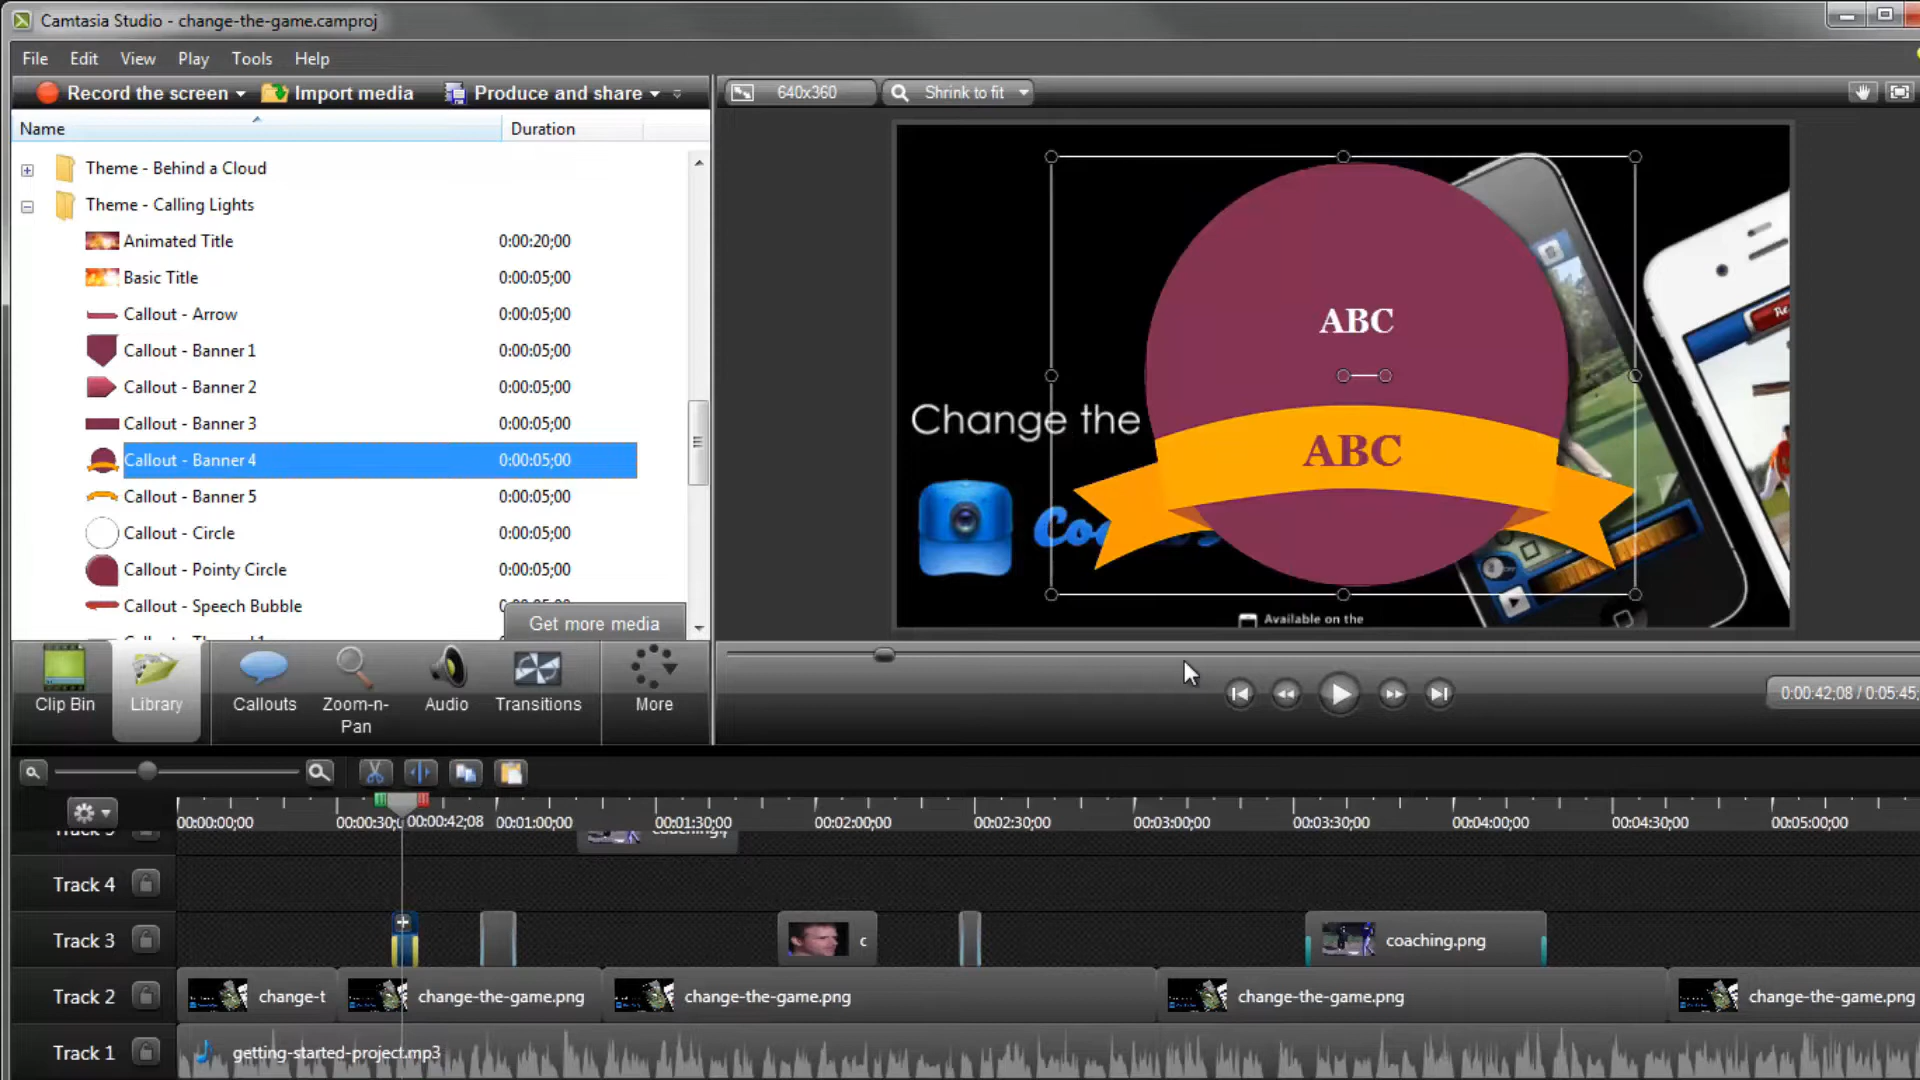 Camtasia Studio - change-the-game.camproj
File Edit View Play Tools Help
Record the screen Import media Produce and share
640x360 Shrink to fit
Name Duration
Theme - Behind a Cloud
Theme - Calling Lights
Animated Title 0:00:20;00
Basic Title 0:00:05;00
Callout - Arrow 0:00:05;00
Callout - Banner 1 0:00:05;00
Callout - Banner 2 0:00:05;00
Callout - Banner 3 0:00:05;00
Callout - Banner 4 0:00:05;00
Callout - Banner 5 0:00:05;00
Callout - Circle 0:00:05;00
Callout - Pointy Circle 0:00:05;00
Callout - Speech Bubble
Get more media
ABC
Change the
ABC
Available on the
Clip Bin Library Callouts Zoom-n-Pan Audio Transitions More
0:00:42;08 / 0:05:45;
00:00:00;00 00:00:30; 00:00:42;08 00:01:00;00 00:01:30;00 00:02:00;00 00:02:30;00 00:03:00;00 00:03:30;00 00:04:00;00 00:04:30;00 00:05:00;00
Track 4
Track 3 c coaching.png
Track 2 change-t change-the-game.png change-the-game.png change-the-game.png change-the-game.png
Track 1 getting-started-project.mp3